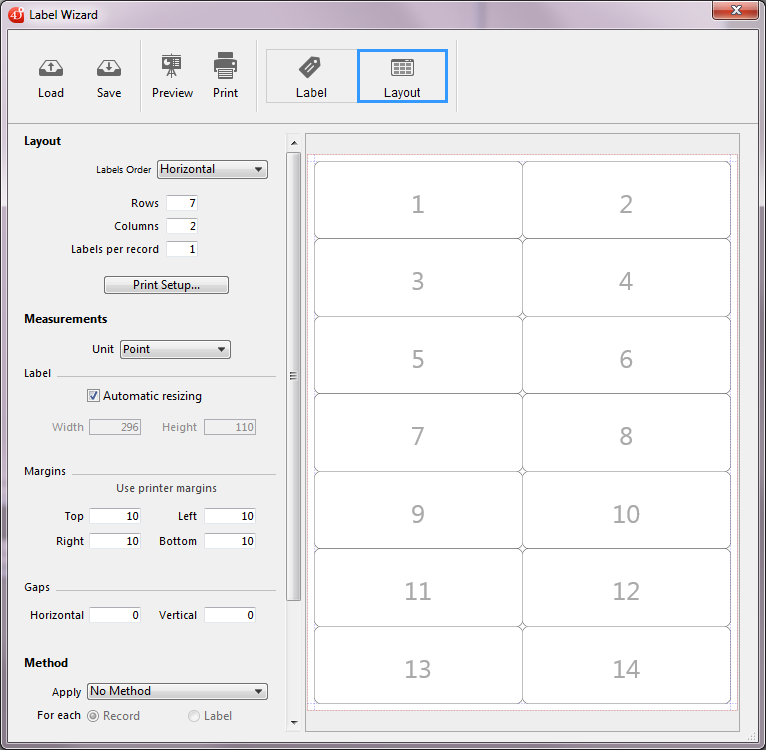 Label Wizard
Load Save Preview Print Label Layout
Layout
Labels Order Horizontal
Rows 7
Columns 2
Labels per record 1
Print Setup...
Measurements
Unit Point
Label
Automatic resizing
Width 296 Height 110
Margins
Use printer margins
Top 10 Left 10
Right 10 Bottom 10
Gaps
Horizontal 0 Vertical 0
Method
Apply No Method
For each Record Label
1 2
3 4
5 6
7 8
9 10
11 12
13 14